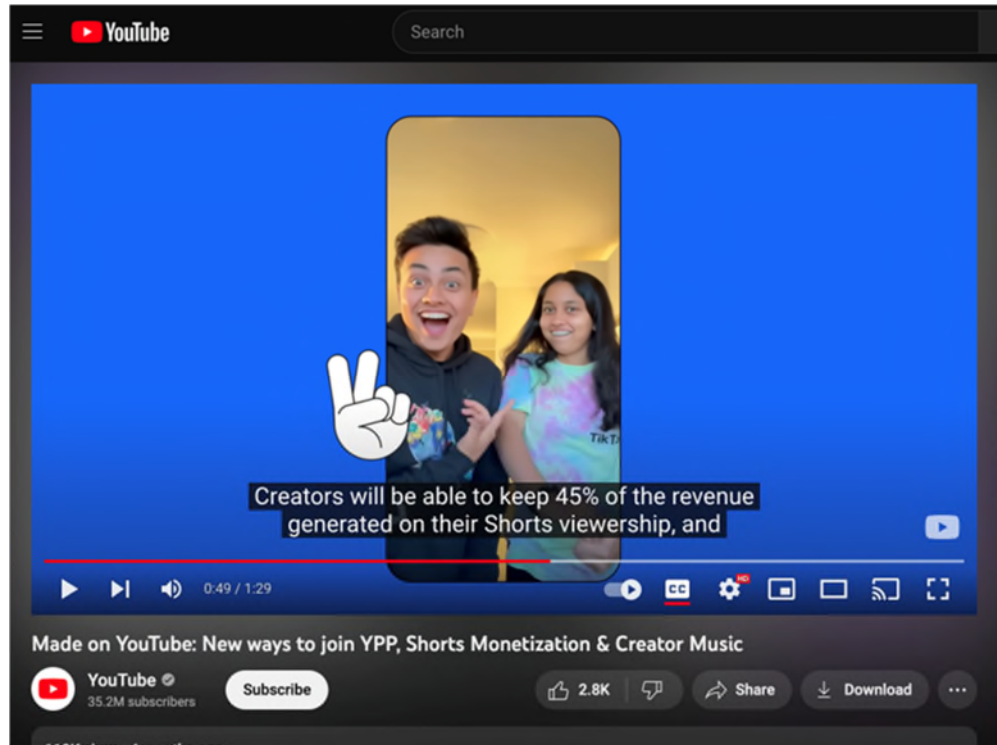 YouTube
Search
TikT
Creators will be able to keep 45% of the revenue
generated on their Shorts viewership, and
0:49 / 1:29
CC
HD
Made on YouTube: New ways to join YPP, Shorts Monetization & Creator Music
YouTube
35.2M subscribers
Subscribe
2.8K
Share
Download